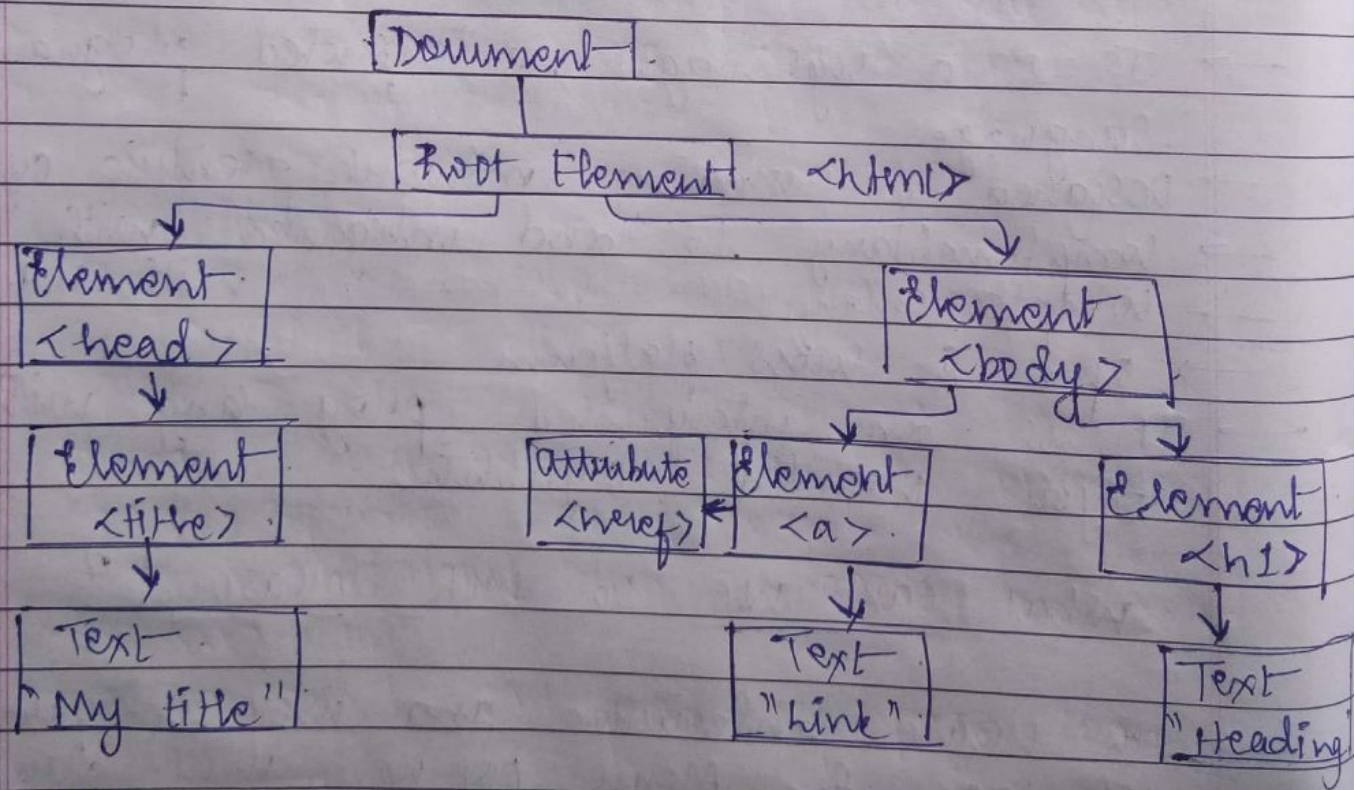 Document
Root Element <html>
Element
<head>
Element
<body>
Element
<title>
attribute
<heref>
Element
<a>
Element
<h1>
Text
"My title"
Text
"Link"
Text
"Heading